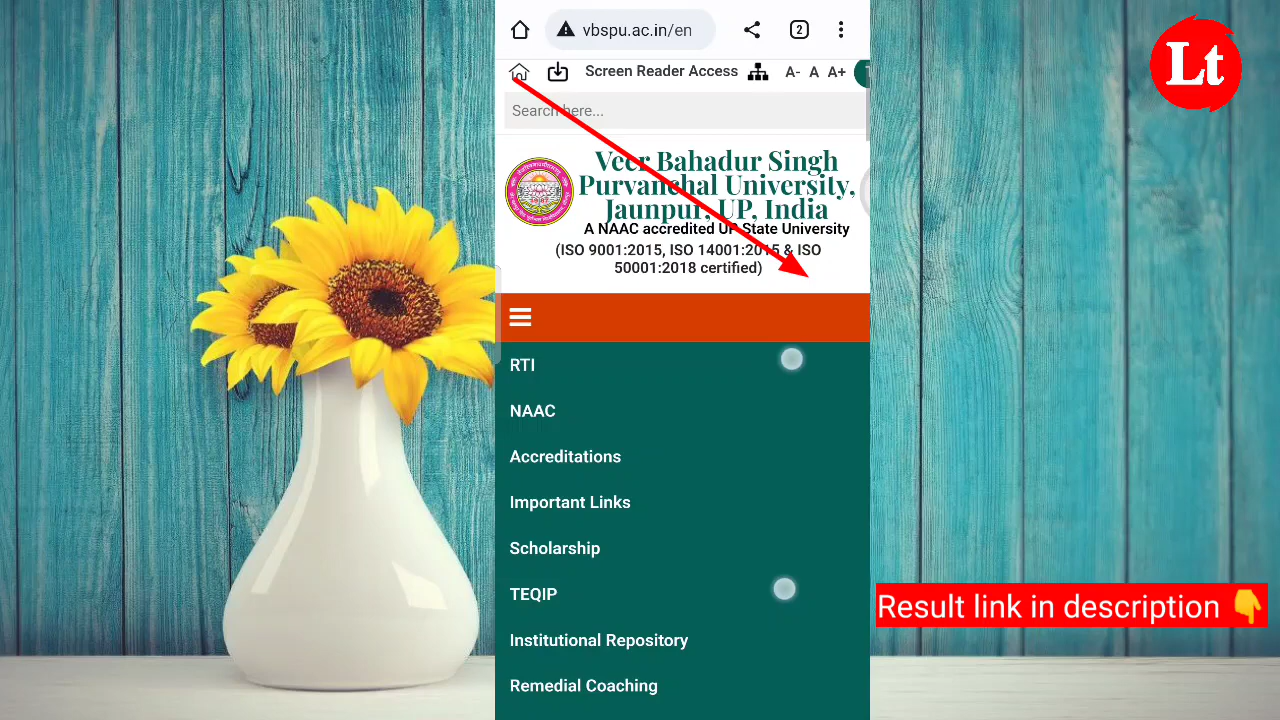 vbspu.ac.in/en
2
Screen Reader Access
A- A A+
Search here...
Veer Bahadur Singh
Purvanchal University,
Jaunpur, UP, India
A NAAC accredited UP State University
(ISO 9001:2015, ISO 14001:2015 & ISO
50001:2018 certified)
RTI
NAAC
Accreditations
Important Links
Scholarship
TEQIP
Institutional Repository
Remedial Coaching
Lt
Result link in description 👇